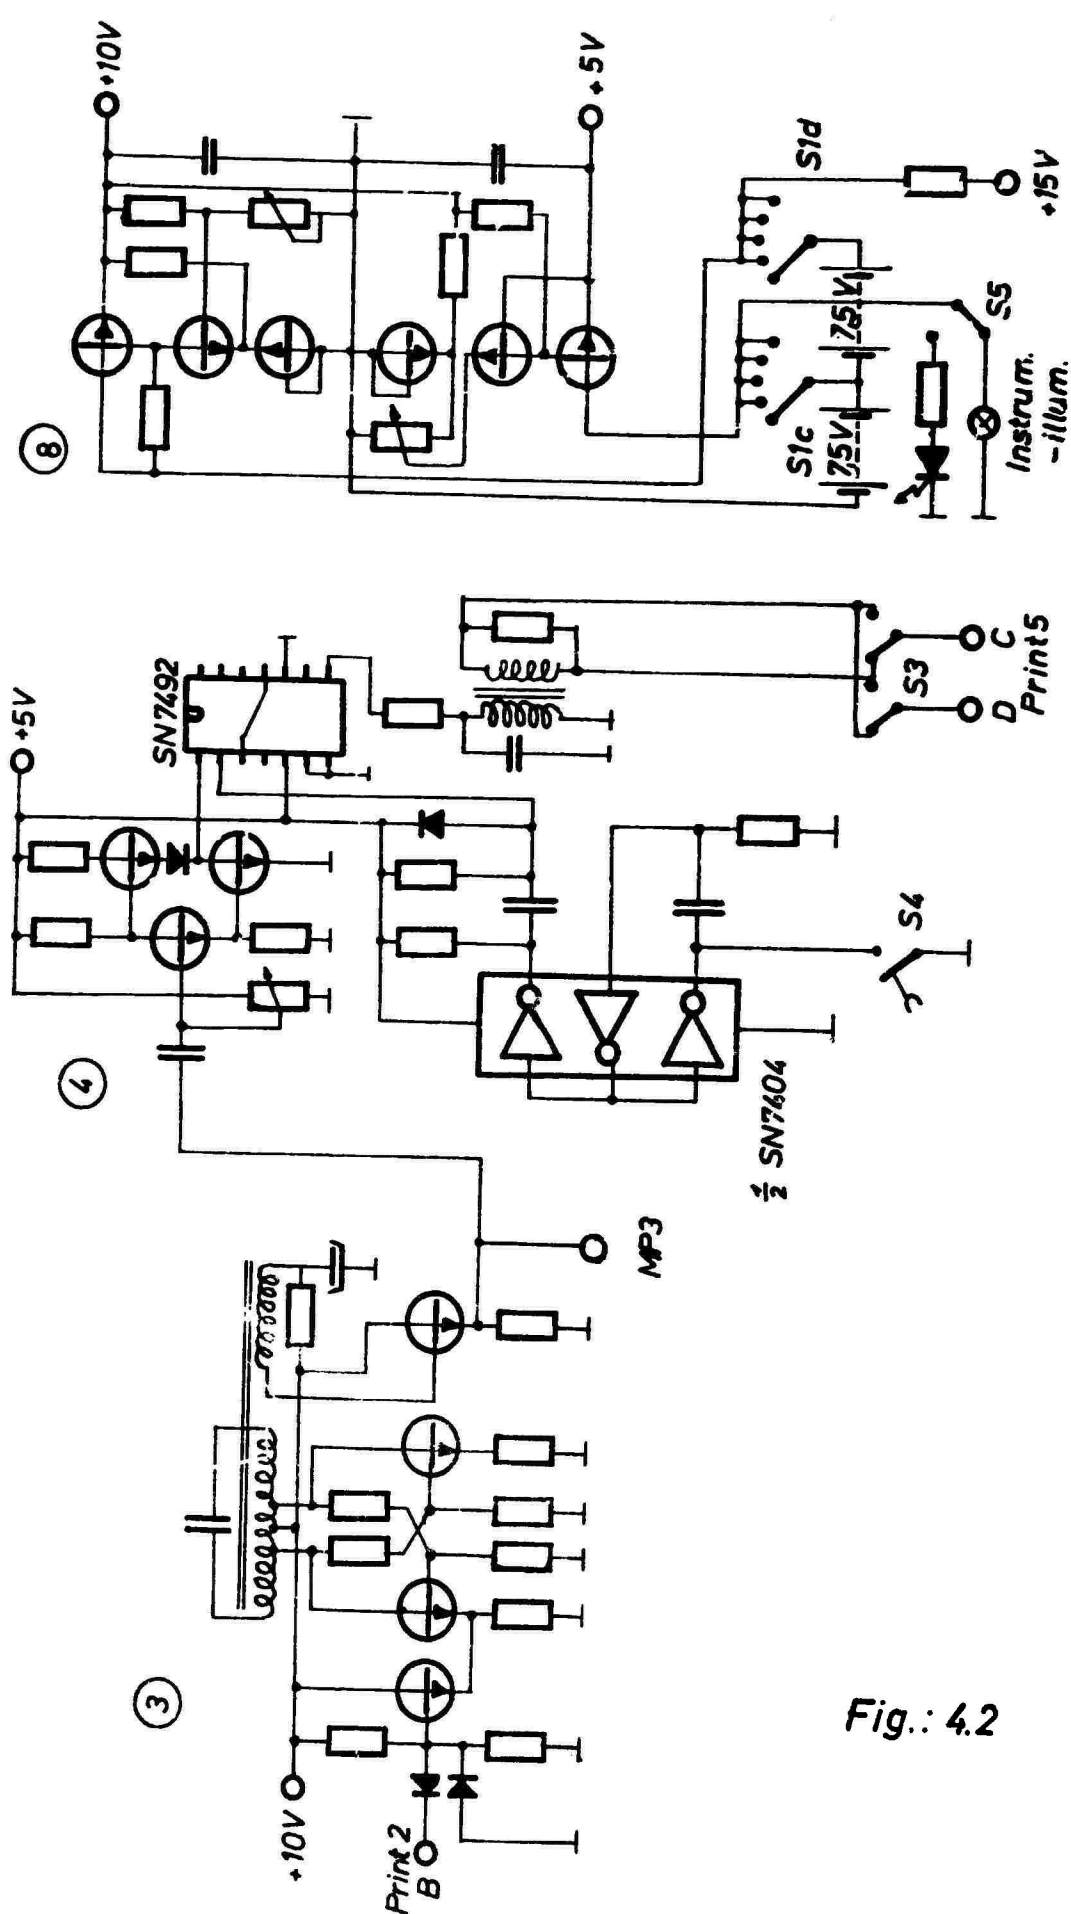 +10V
8
+5V
S1d
+15V
7.5V
S1c
7.5V
S5
Instrum.
-illum.
+5V
SN7492
4
S3
D
C
Print 5
S4
½ SN7404
MP3
3
+10V
Print 2
B
Fig.: 4.2